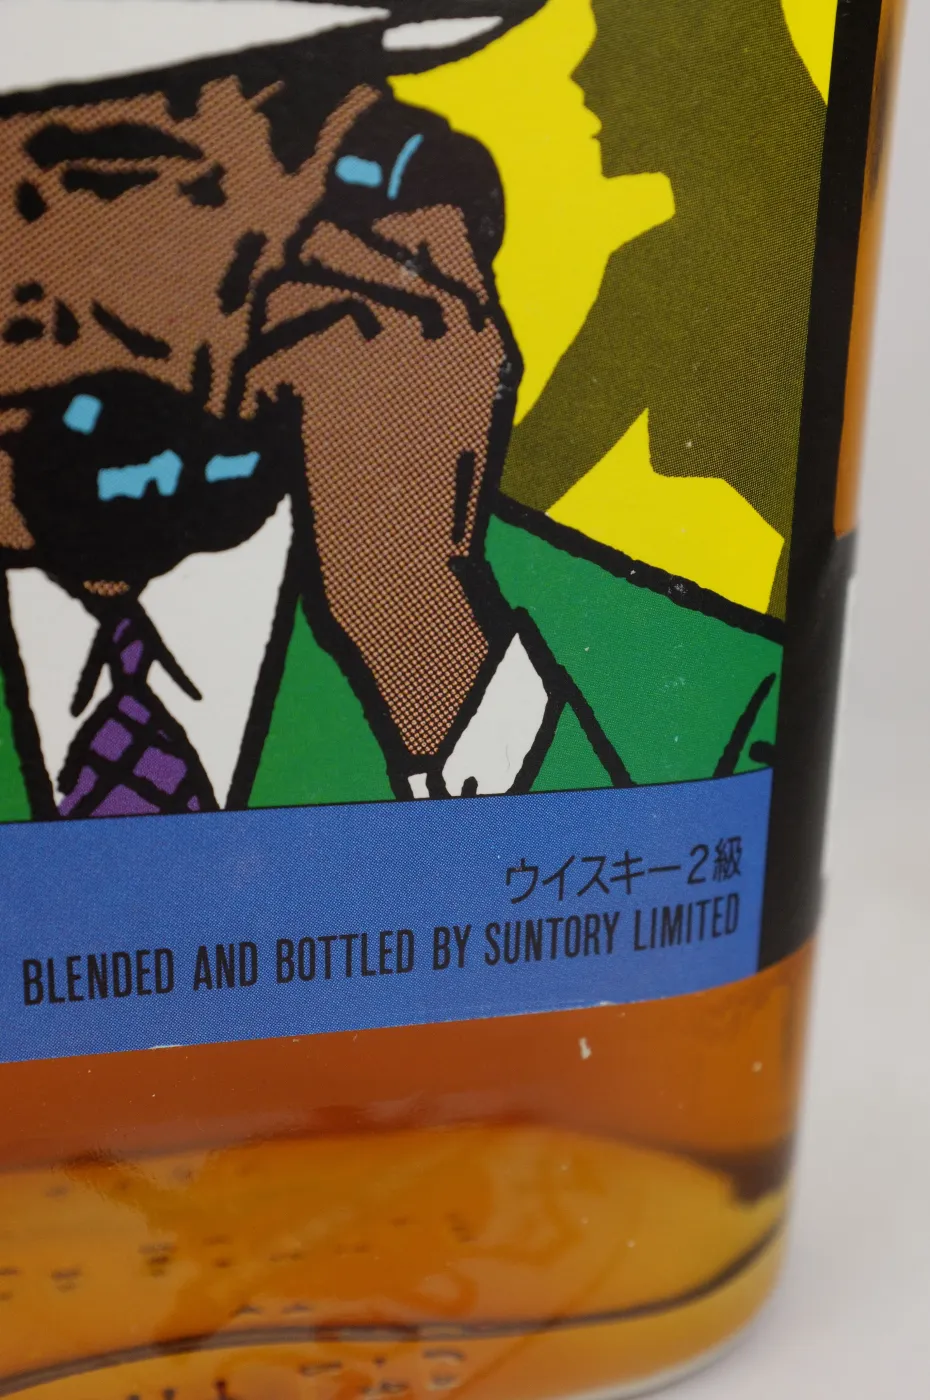 ウイスキー2級
BLENDED AND BOTTLED BY SUNTORY LIMITED